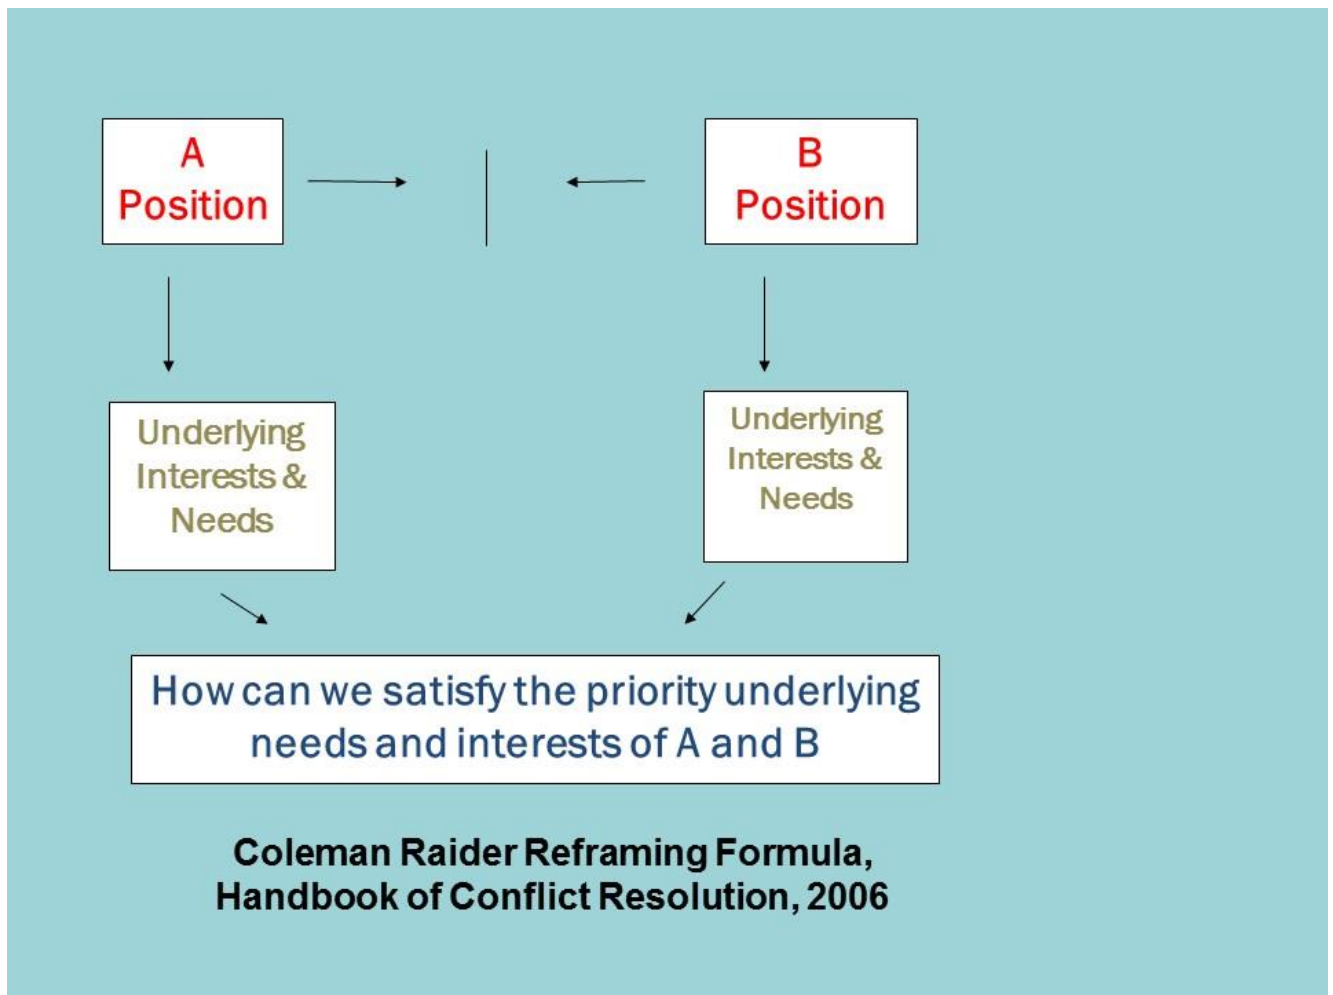 A
Position
B
Position
Underlying
Interests &
Needs
Underlying
Interests &
Needs
How can we satisfy the priority underlying
needs and interests of A and B
Coleman Raider Reframing Formula,
Handbook of Conflict Resolution, 2006